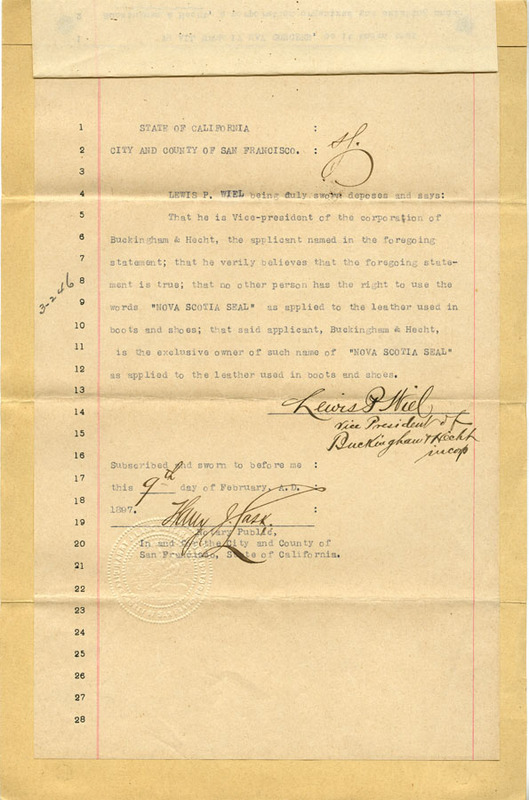 1 STATE OF CALIFORNIA :
2 CITY AND COUNTY OF SAN FRANCISCO. :
3
4 LEWIS P. WIEL being duly sworn deposes and says:
5 That he is Vice-president of the corporation of
6 Buckingham & Hecht, the applicant named in the foregoing
7 statement; that he verily believes that the foregoing state-
8 ment is true; that no other person has the right to use the
9 words "NOVA SCOTIA SEAL" as applied to the leather used in
10 boots and shoes; that said applicant, Buckingham & Hecht,
11 is the exclusive owner of such name of "NOVA SCOTIA SEAL"
12 as applied to the leather used in boots and shoes.
3-246
13 Lewis P Wiel
14 Vice President of
15 Buckingham & Hecht
incop
16 Subscribed and sworn to before me :
17 this 9th day of February, A.D. :
18 1897. :
19 Harry J. Lask. :
Notary Public,
20 In and for the City and County of
San Francisco, State of California.
21
22
23
24
25
26
27
28